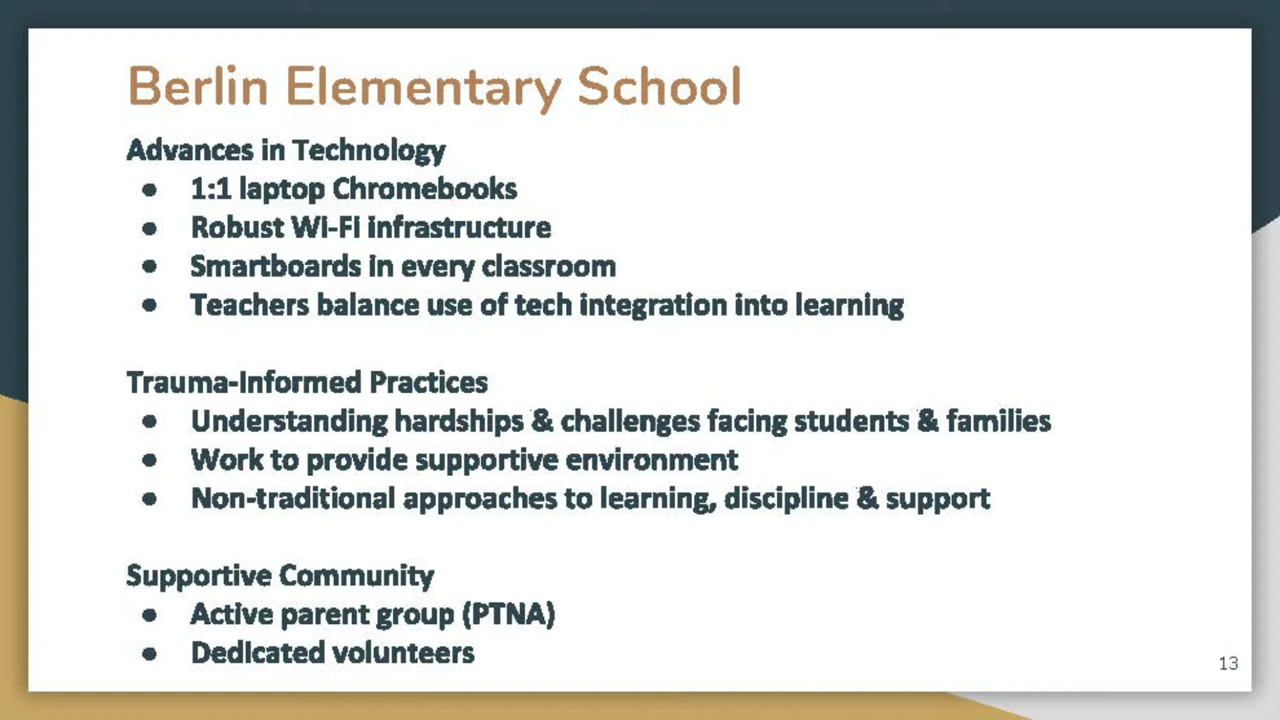 Berlin Elementary School
Advances in Technology
● 1:1 laptop Chromebooks
● Robust Wi-Fi infrastructure
● Smartboards in every classroom
● Teachers balance use of tech integration into learning
Trauma-Informed Practices
● Understanding hardships & challenges facing students & families
● Work to provide supportive environment
● Non-traditional approaches to learning, discipline & support
Supportive Community
● Active parent group (PTNA)
● Dedicated volunteers
13